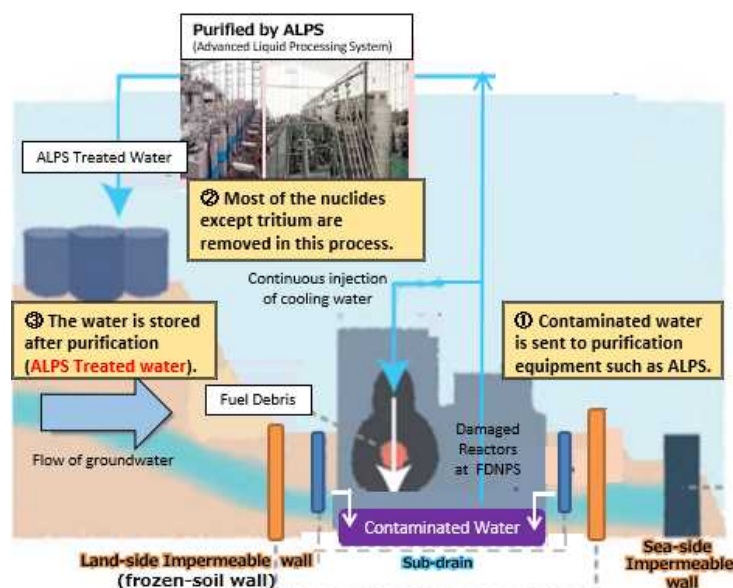 Purified by ALPS
(Advanced Liquid Processing System)
ALPS Treated Water
② Most of the nuclides
except tritium are
removed in this process.
Continuous injection
of cooling water
③ The water is stored
after purification
(ALPS Treated water).
① Contaminated water
is sent to purification
equipment such as ALPS.
Fuel Debris
Flow of groundwater
Damaged
Reactors
at FDNPS
Contaminated Water
Land-side Impermeable wall
(frozen-soil wall)
Sub-drain
Sea-side
Impermeable
wall